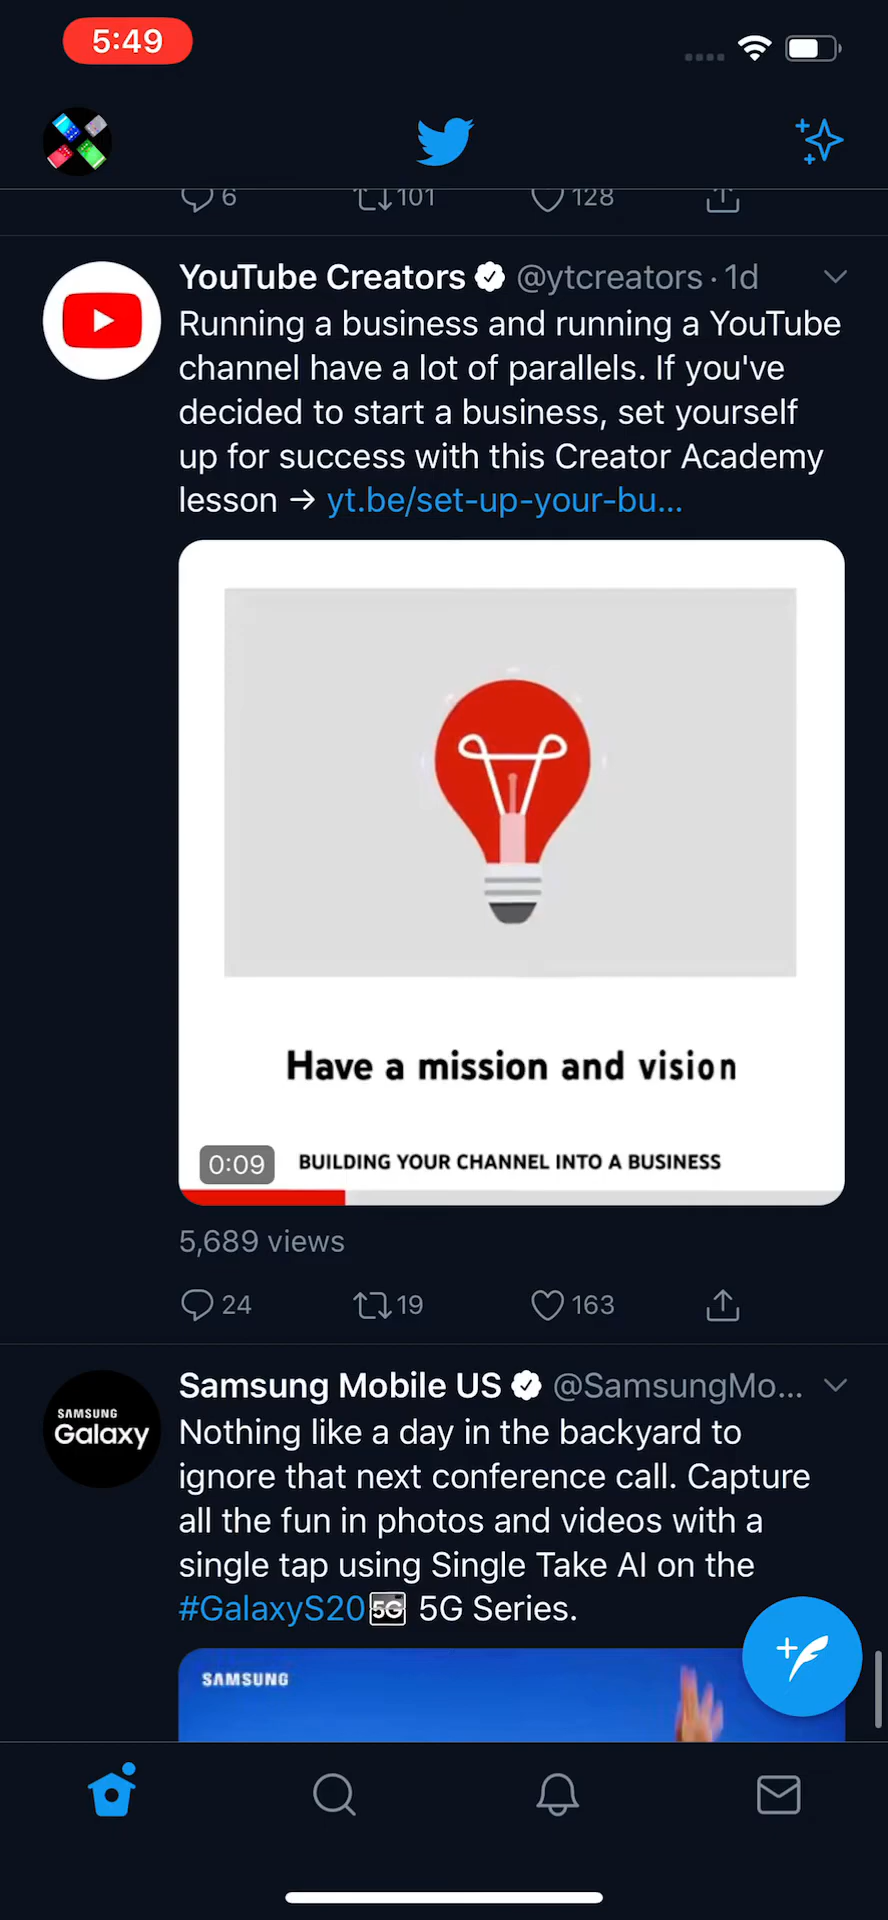 5:49
6 101 128
YouTube Creators @ytcreators · 1d
Running a business and running a YouTube
channel have a lot of parallels. If you've
decided to start a business, set yourself
up for success with this Creator Academy
lesson → yt.be/set-up-your-bu...
Have a mission and vision
0:09 BUILDING YOUR CHANNEL INTO A BUSINESS
5,689 views
24 19 163
SAMSUNG
Galaxy
Samsung Mobile US @SamsungMo...
Nothing like a day in the backyard to
ignore that next conference call. Capture
all the fun in photos and videos with a
single tap using Single Take AI on the
#GalaxyS20 5G 5G Series.
SAMSUNG